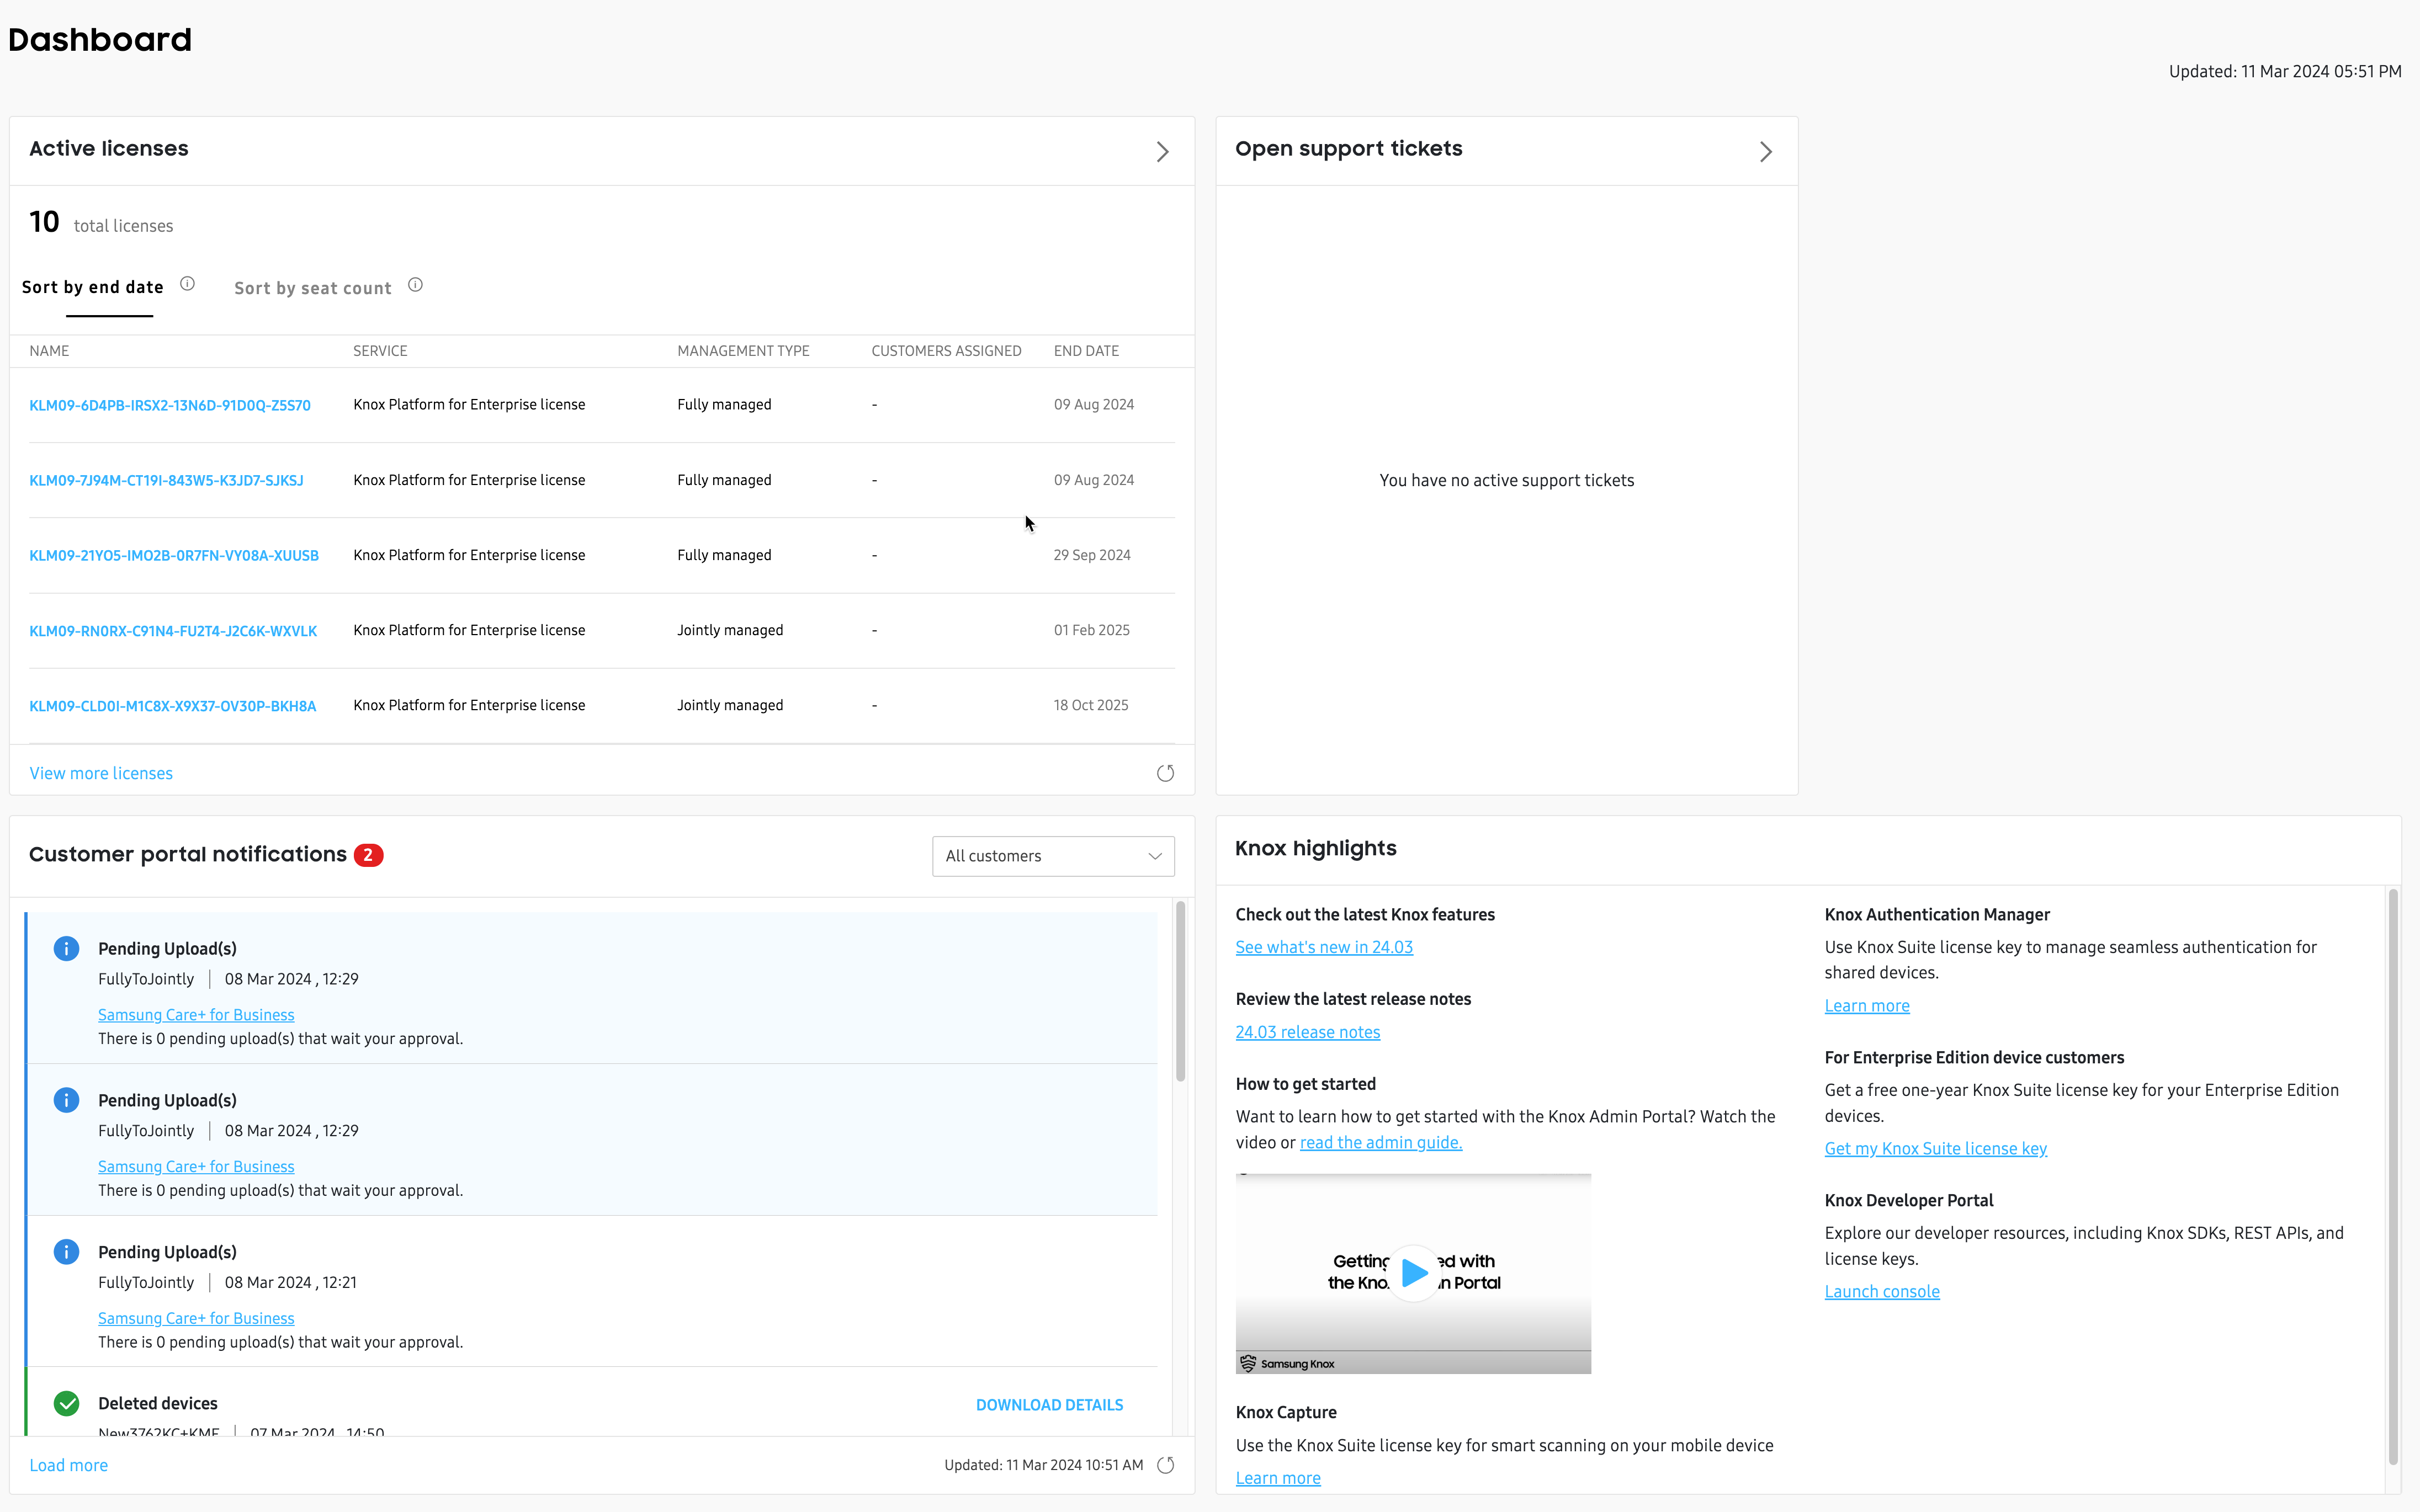 Dashboard
Updated: 11 Mar 2024 05:51 PM
Active licenses
10 total licenses
Sort by end date Sort by seat count
NAME SERVICE MANAGEMENT TYPE CUSTOMERS ASSIGNED END DATE
KLM09-6D4PB-IRSX2-13N6D-91D0Q-Z5S70 Knox Platform for Enterprise license Fully managed - 09 Aug 2024
KLM09-7J94M-CT19I-843W5-K3JD7-SJKSJ Knox Platform for Enterprise license Fully managed - 09 Aug 2024
KLM09-21YO5-IMO2B-0R7FN-VY08A-XUUSB Knox Platform for Enterprise license Fully managed - 29 Sep 2024
KLM09-RN0RX-C91N4-FU2T4-J2C6K-WXVLK Knox Platform for Enterprise license Jointly managed - 01 Feb 2025
KLM09-CLD0I-M1C8X-X9X37-OV30P-BKH8A Knox Platform for Enterprise license Jointly managed - 18 Oct 2025
View more licenses
Open support tickets
You have no active support tickets
Customer portal notifications 2
All customers
Pending Upload(s)
FullyToJointly | 08 Mar 2024 , 12:29
Samsung Care+ for Business
There is 0 pending upload(s) that wait your approval.
Pending Upload(s)
FullyToJointly | 08 Mar 2024 , 12:29
Samsung Care+ for Business
There is 0 pending upload(s) that wait your approval.
Pending Upload(s)
FullyToJointly | 08 Mar 2024 , 12:21
Samsung Care+ for Business
There is 0 pending upload(s) that wait your approval.
Deleted devices DOWNLOAD DETAILS
New3762KC+KME | 07 Mar 2024 , 14:50
Load more Updated: 11 Mar 2024 10:51 AM
Knox highlights
Check out the latest Knox features
See what's new in 24.03
Review the latest release notes
24.03 release notes
How to get started
Want to learn how to get started with the Knox Admin Portal? Watch the
video or read the admin guide.
Getting ed with
the Kno n Portal
Samsung Knox
Knox Capture
Use the Knox Suite license key for smart scanning on your mobile device
Learn more
Knox Authentication Manager
Use Knox Suite license key to manage seamless authentication for
shared devices.
Learn more
For Enterprise Edition device customers
Get a free one-year Knox Suite license key for your Enterprise Edition
devices.
Get my Knox Suite license key
Knox Developer Portal
Explore our developer resources, including Knox SDKs, REST APIs, and
license keys.
Launch console